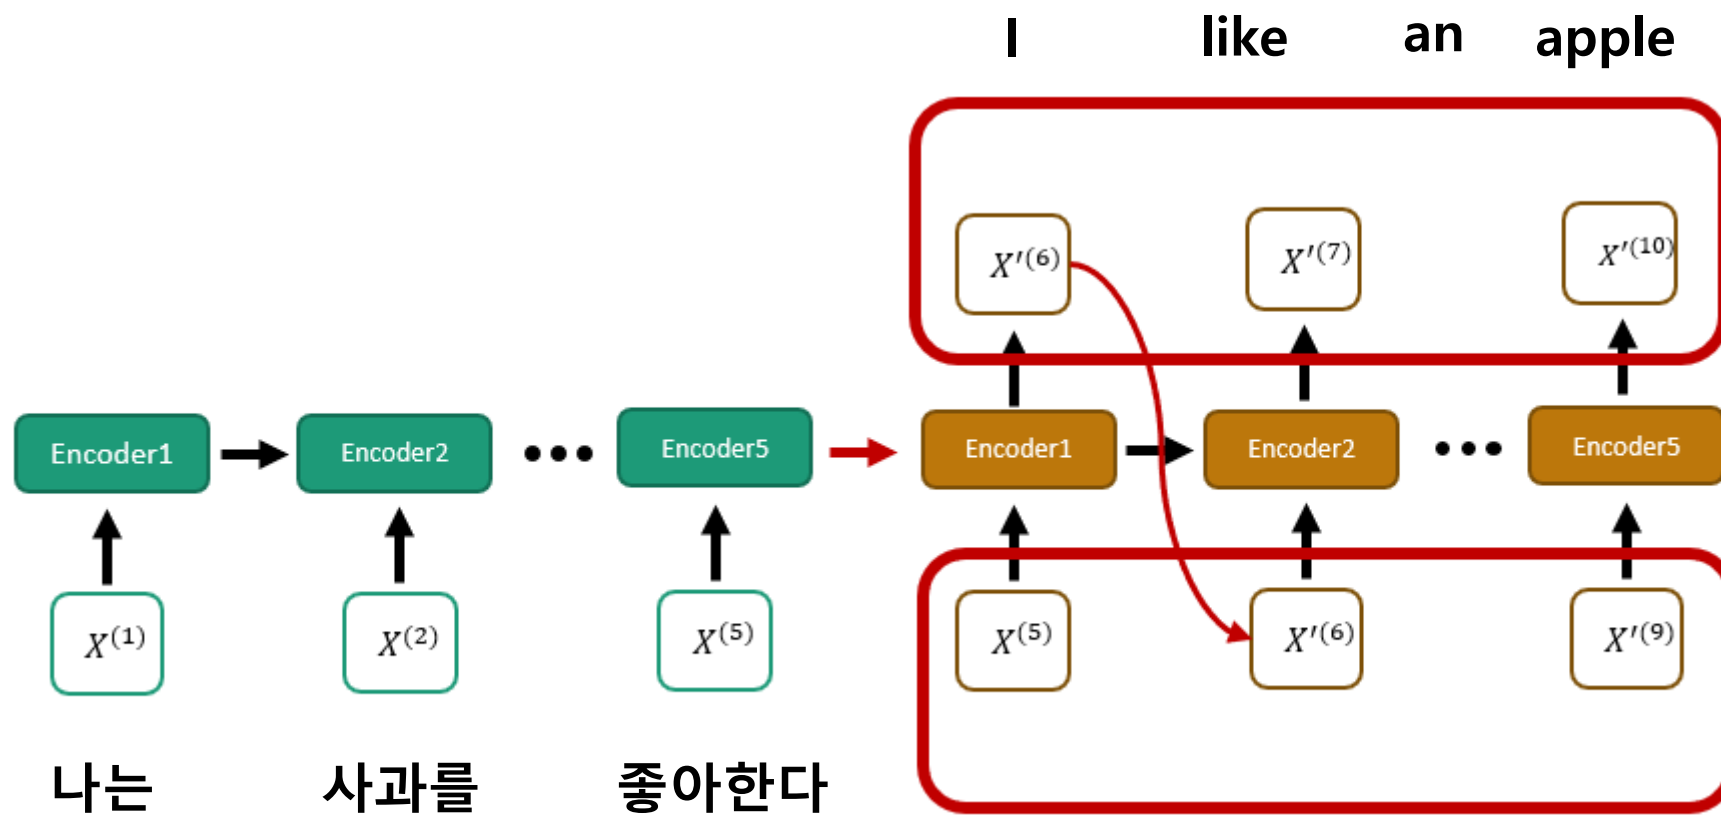 I like an apple
X'(6) X'(7) X'(10)
Encoder1 Encoder2 ••• Encoder5 Encoder1 Encoder2 ••• Encoder5
X(1) X(2) X(5) X(5) X'(6) X'(9)
나는 사과를 좋아한다